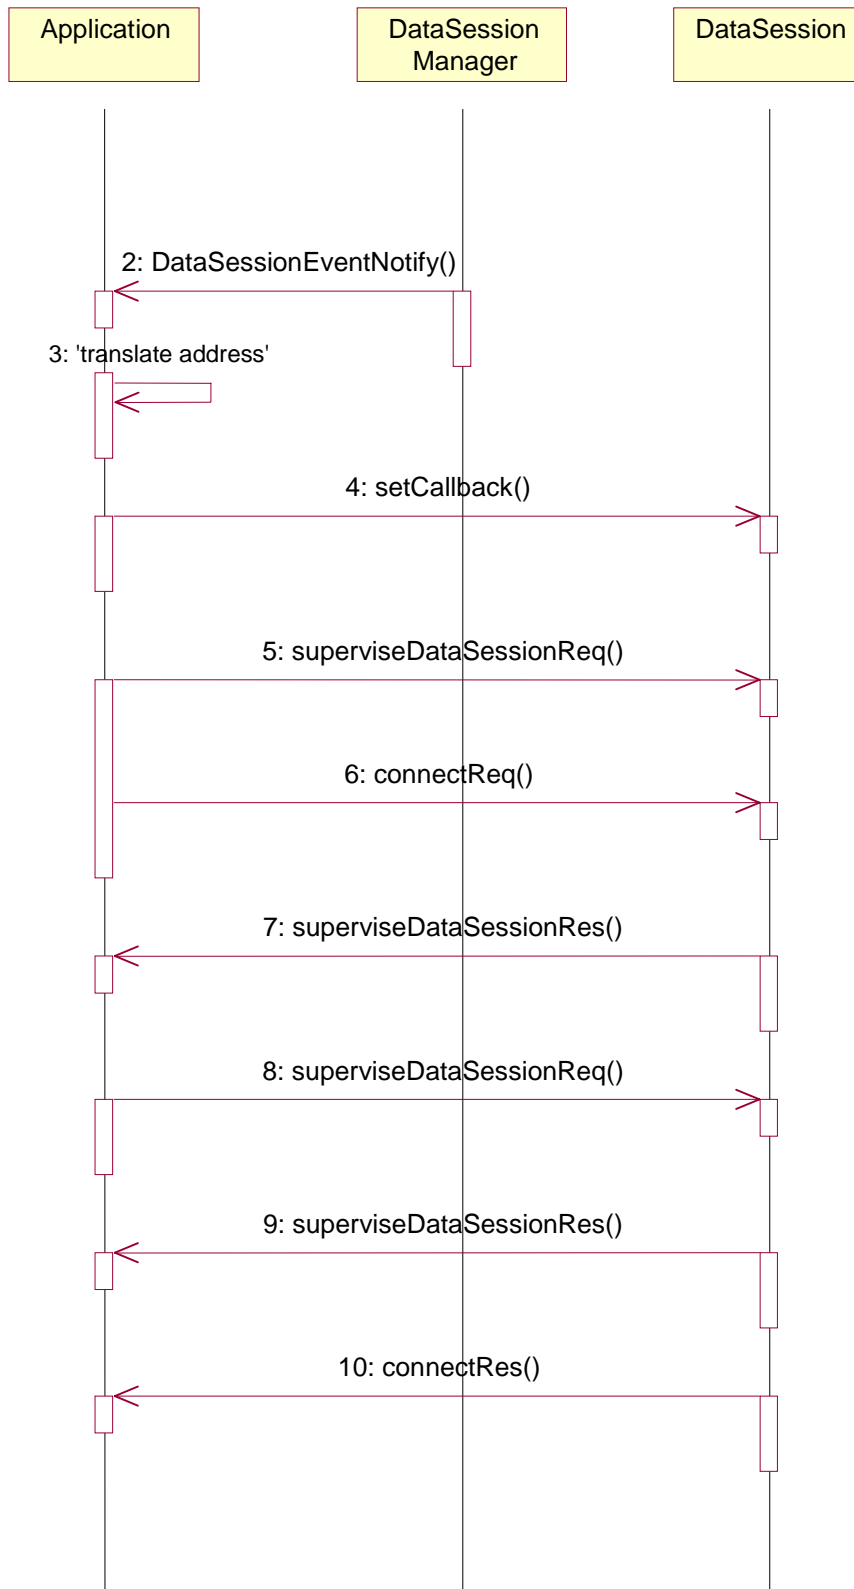 Application
DataSession
Manager
DataSession
2: DataSessionEventNotify()
3: 'translate address'
4: setCallback()
5: superviseDataSessionReq()
6: connectReq()
7: superviseDataSessionRes()
8: superviseDataSessionReq()
9: superviseDataSessionRes()
10: connectRes()